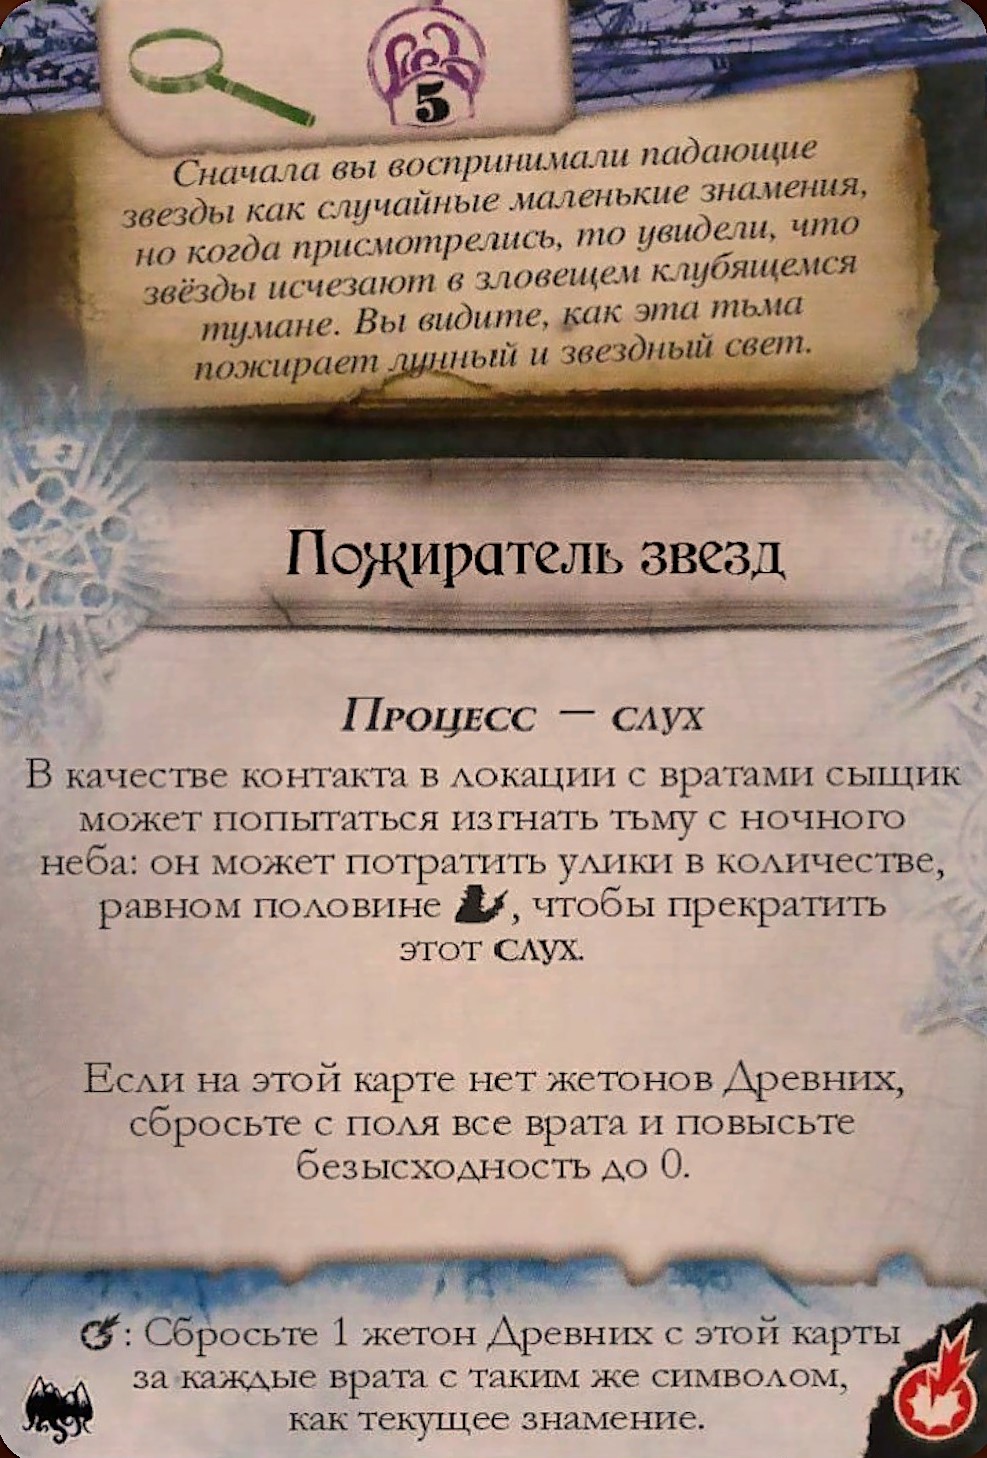 5
Сначала вы воспринимали падающие
звезды как случайные маленькие знамения,
но когда присмотрелись, то увидели, что
звёзды исчезают в зловещем клубящемся
тумане. Вы видите, как эта тьма
пожирает лунный и звездный свет.
Пожиратель звезд
Процесс — слух
В качестве контакта в локации с вратами сыщик
может попытаться изгнать тьму с ночного
неба: он может потратить улики в количестве,
равном половине , чтобы прекратить
этот слух.
Если на этой карте нет жетонов Древних,
сбросьте с поля все врата и повысьте
безысходность до 0.
: Сбросьте 1 жетон Древних с этой карты
за каждые врата с таким же символом,
как текущее знамение.